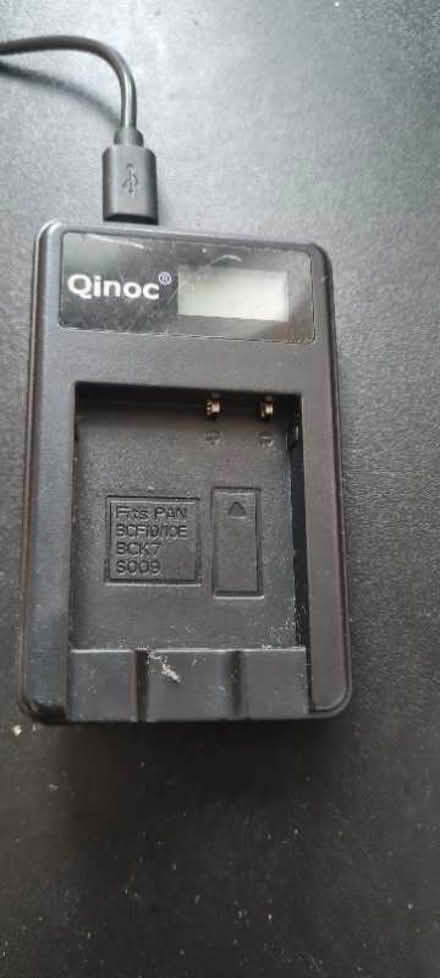 Qinoc®
Fits PAN
BCF10/10E
BCK7
S009